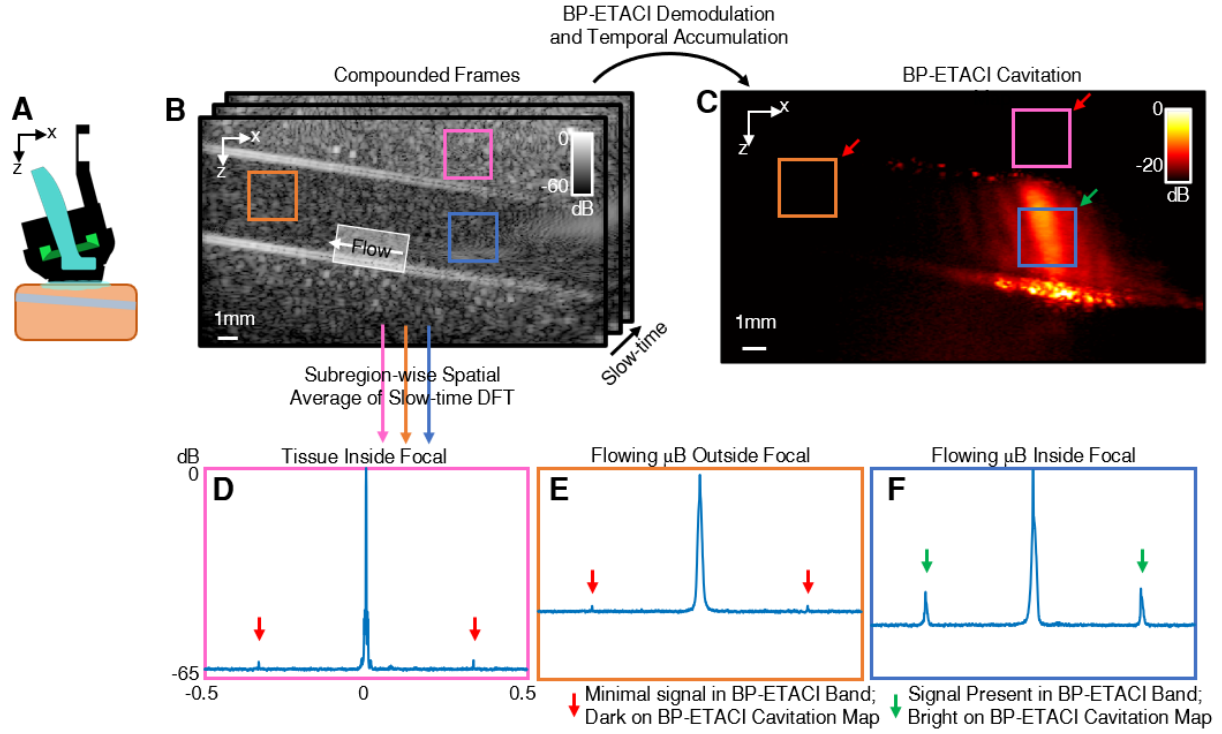 BP-ETACI Demodulation
and Temporal Accumulation
Compounded Frames
BP-ETACI Cavitation
A
x
z
B
x
z
0
-60
dB
Flow
1mm
Slow-time
C
x
z
0
-20
dB
1mm
Subregion-wise Spatial
Average of Slow-time DFT
dB
Tissue Inside Focal
Flowing μB Outside Focal
Flowing μB Inside Focal
0
D
E
F
-65
-0.5
0
0.5
Minimal signal in BP-ETACI Band;
Dark on BP-ETACI Cavitation Map
Signal Present in BP-ETACI Band;
Bright on BP-ETACI Cavitation Map